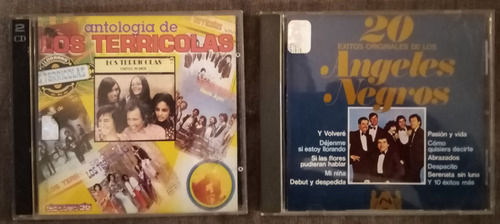 2 CD
antología de
LOS TERRICOLAS
LOS TERRICOLAS
20
EXITOS ORIGINALES DE LOS
Angeles
Negros
Y Volveré
Déjenme
si estoy llorando
Si las flores
pudieran hablar
Mi niña
Debut y despedida
Pasión y vida
Cómo
quisiera decirte
Abrazados
Despacito
Serenata sin luna
Y 10 éxitos más